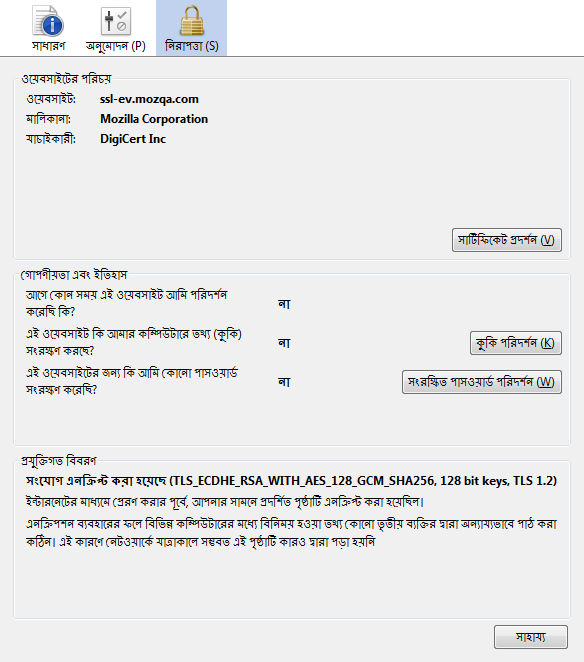 সাধারণ
অনুমোদন (P)
নিরাপত্তা (S)
ওয়েবসাইটের পরিচয়
ওয়েবসাইট: ssl-ev.mozqa.com
মালিকানা: Mozilla Corporation
যাচাইকারী: DigiCert Inc
সার্টিফিকেট প্রদর্শন (V)
গোপনীয়তা এবং ইতিহাস
আগে কোন সময় এই ওয়েবসাইট আমি পরিদর্শন
করেছি কি? না
এই ওয়েবসাইট কি আমার কম্পিউটারে তথ্য (কুকি)
সংরক্ষণ করছে? না কুকি পরিদর্শন (K)
এই ওয়েবসাইটের জন্য কি আমি কোনো পাসওয়ার্ড
সংরক্ষণ করেছি? না সংরক্ষিত পাসওয়ার্ড পরিদর্শন (W)
প্রযুক্তিগত বিবরণ
সংযোগ এনক্রিপ্ট করা হয়েছে (TLS_ECDHE_RSA_WITH_AES_128_GCM_SHA256, 128 bit keys, TLS 1.2)
ইন্টারনেটের মাধ্যমে প্রেরণ করার পূর্বে, আপনার সামনে প্রদর্শিত পৃষ্ঠাটি এনক্রিপ্ট করা হয়েছিল।
এনক্রিপশন ব্যবহারের ফলে বিভিন্ন কম্পিউটারের মধ্যে বিনিময় হওয়া তথ্য কোনো তৃতীয় ব্যক্তির দ্বারা অন্যায্যভাবে পাঠ করা
কঠিন। এই কারণে নেটওয়ার্কে যাত্রাকালে সম্ভবত এই পৃষ্ঠাটি কারও দ্বারা পড়া হয়নি
সাহায্য